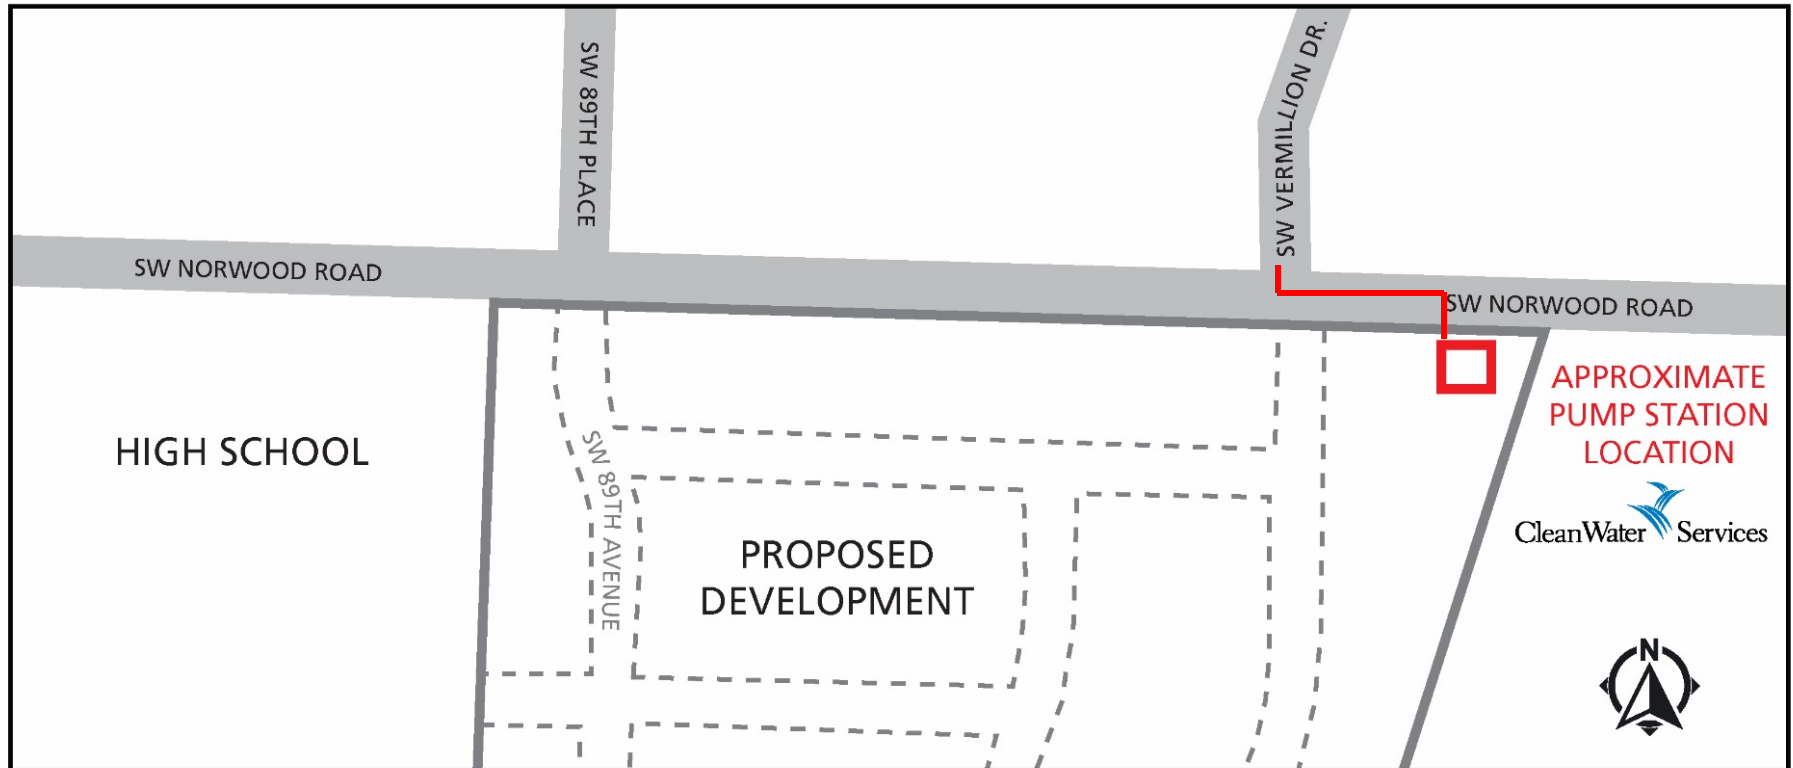 SW 89TH PLACE
SW VERMILLION DR.
SW NORWOOD ROAD
SW NORWOOD ROAD
APPROXIMATE
PUMP STATION
LOCATION
HIGH SCHOOL
SW 89TH AVENUE
CleanWater Services
PROPOSED
DEVELOPMENT
N